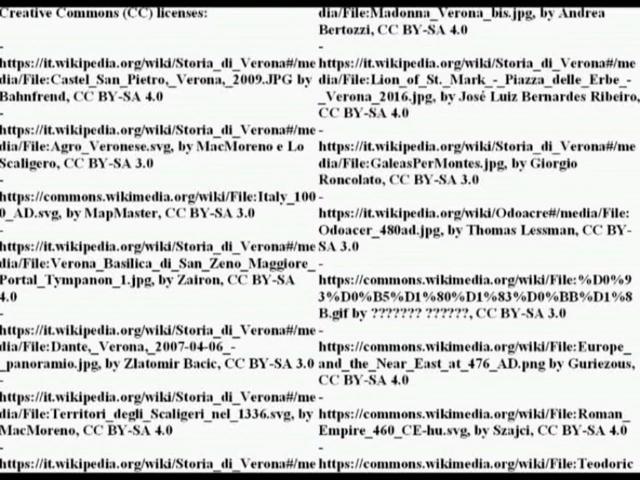 Creative Commons (CC) licenses:
-
https://it.wikipedia.org/wiki/Storia_di_Verona#/me
dia/File:Castel_San_Pietro,_Verona,_2009.JPG by
Bahnfrend, CC BY-SA 4.0
-
https://it.wikipedia.org/wiki/Storia_di_Verona#/me
dia/File:Agro_Veronese.svg, by MacMoreno e Lo
Scaligero, CC BY-SA 3.0
-
https://commons.wikimedia.org/wiki/File:Italy_100
0_AD.svg, by MapMaster, CC BY-SA 3.0
-
https://it.wikipedia.org/wiki/Storia_di_Verona#/me
dia/File:Verona_Basilica_di_San_Zeno_Maggiore_
Portal_Tympanon_1.jpg, by Zairon, CC BY-SA
4.0
-
https://it.wikipedia.org/wiki/Storia_di_Verona#/me
dia/File:Dante,_Verona,_2007-04-06_-
_panoramio.jpg, by Zlatomir Bacic, CC BY-SA 3.0
-
https://it.wikipedia.org/wiki/Storia_di_Verona#/me
dia/File:Territori_degli_Scaligeri_nel_1336.svg, by
MacMoreno, CC BY-SA 4.0
-
https://it.wikipedia.org/wiki/Storia_di_Verona#/me
dia/File:Madonna_Verona_bis.jpg, by Andrea
Bertozzi, CC BY-SA 4.0
-
https://it.wikipedia.org/wiki/Storia_di_Verona#/me
dia/File:Lion_of_St._Mark_-_Piazza_delle_Erbe_-
_Verona_2016.jpg, by José Luiz Bernardes Ribeiro,
CC BY-SA 4.0
-
https://it.wikipedia.org/wiki/Storia_di_Verona#/me
dia/File:GaleasPerMontes.jpg, by Giorgio
Roncolato, CC BY-SA 3.0
-
https://it.wikipedia.org/wiki/Odoacre#/media/File:
Odoacer_480ad.jpg, by Thomas Lessman, CC BY-
SA 3.0
-
https://commons.wikimedia.org/wiki/File:%D0%9
3%D0%B5%D1%80%D1%83%D0%BB%D1%8
B.gif by ??????? ??????, CC BY-SA 3.0
-
https://commons.wikimedia.org/wiki/File:Europe_
and_the_Near_East_at_476_AD.png by Guriezous,
CC BY-SA 4.0
-
https://commons.wikimedia.org/wiki/File:Roman_
Empire_460_CE-hu.svg, by Szajci, CC BY-SA 4.0
-
https://commons.wikimedia.org/wiki/File:Teodoric